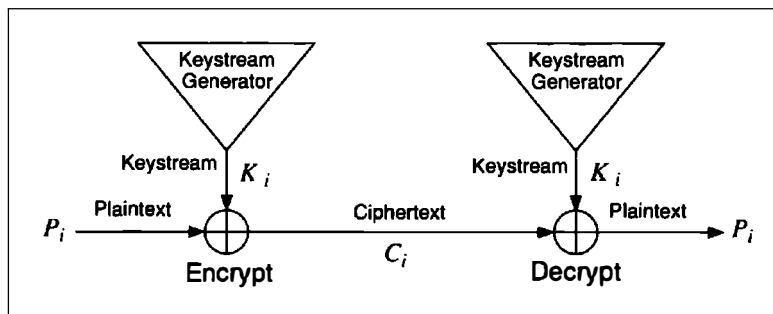 Keystream
Generator
Keystream
Generator
Keystream
K i
Keystream
K i
Plaintext
Ciphertext
Plaintext
P i
C i
P i
Encrypt
Decrypt